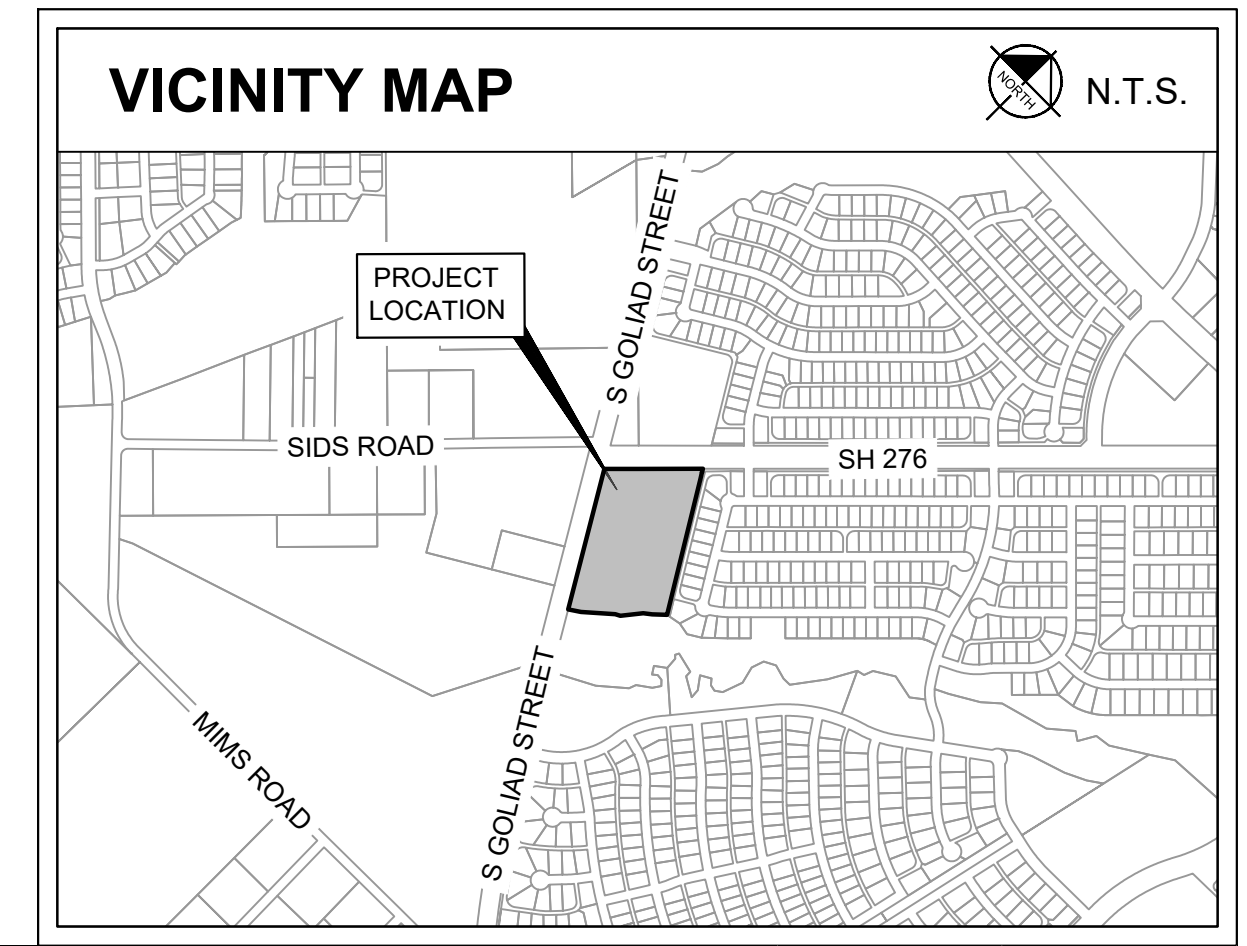 VICINITY MAP
NORTH
N.T.S.
S GOLIAD STREET
PROJECT
LOCATION
SIDS ROAD
SH 276
S GOLIAD STREET
MIMS ROAD